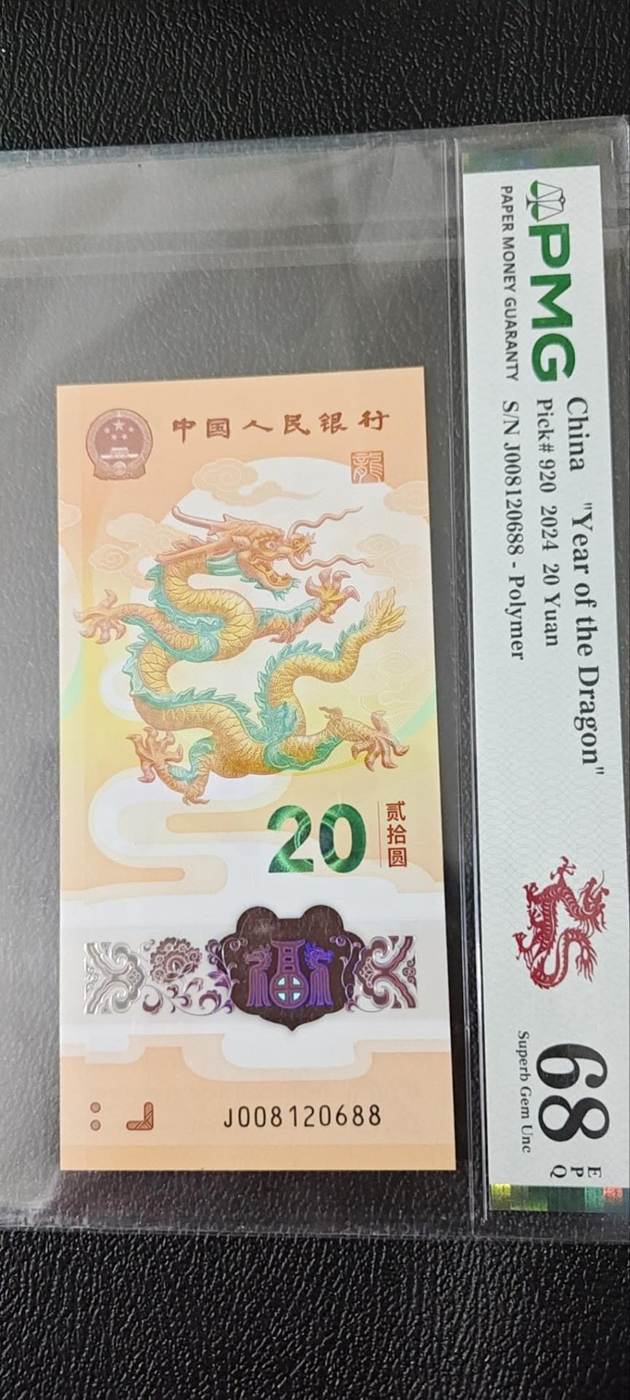 中国人民银行
龍
20
贰拾圆
J008120688
PMG
PAPER MONEY GUARANTY
China "Year of the Dragon"
Pick# 920 2024 20 Yuan
S/N J008120688 - Polymer
68 EPQ
Superb Gem Unc